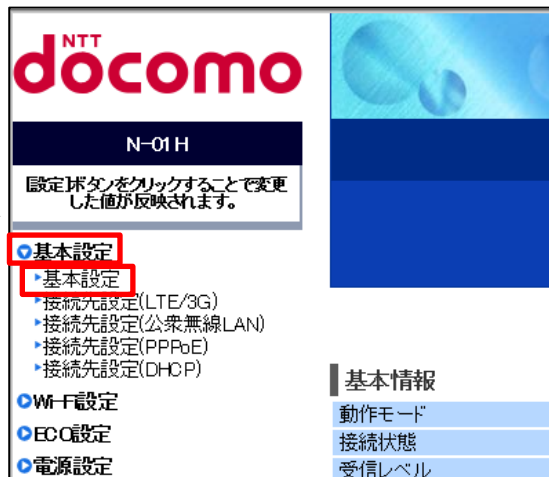 NTT
döcomo
N-01H
[設定]ボタンをクリックすることで変更
した値が反映されます。
基本設定
基本設定
接続先設定(LTE/3G)
接続先設定(公衆無線LAN)
接続先設定(PPPoE)
接続先設定(DHCP)
Wi-Fi設定
ECO設定
電源設定
基本情報
動作モード
接続状態
受信レベル